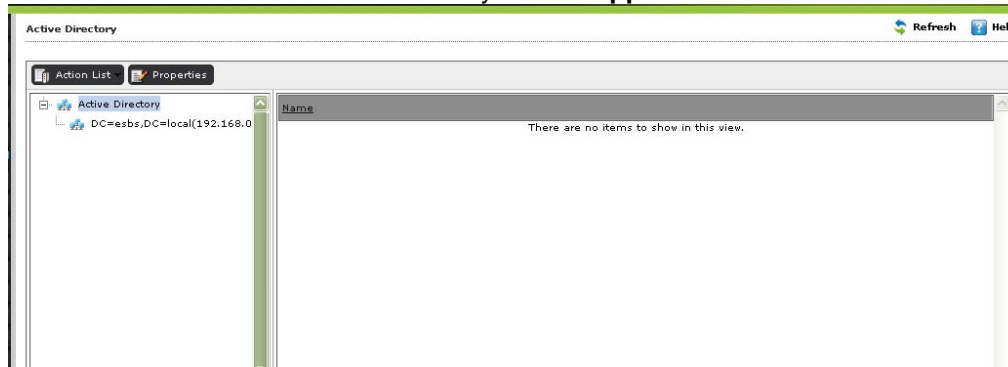 Active Directory
Refresh
Action List
Properties
Active Directory
DC=esbs,DC=local(192.168.0
Name
There are no items to show in this view.